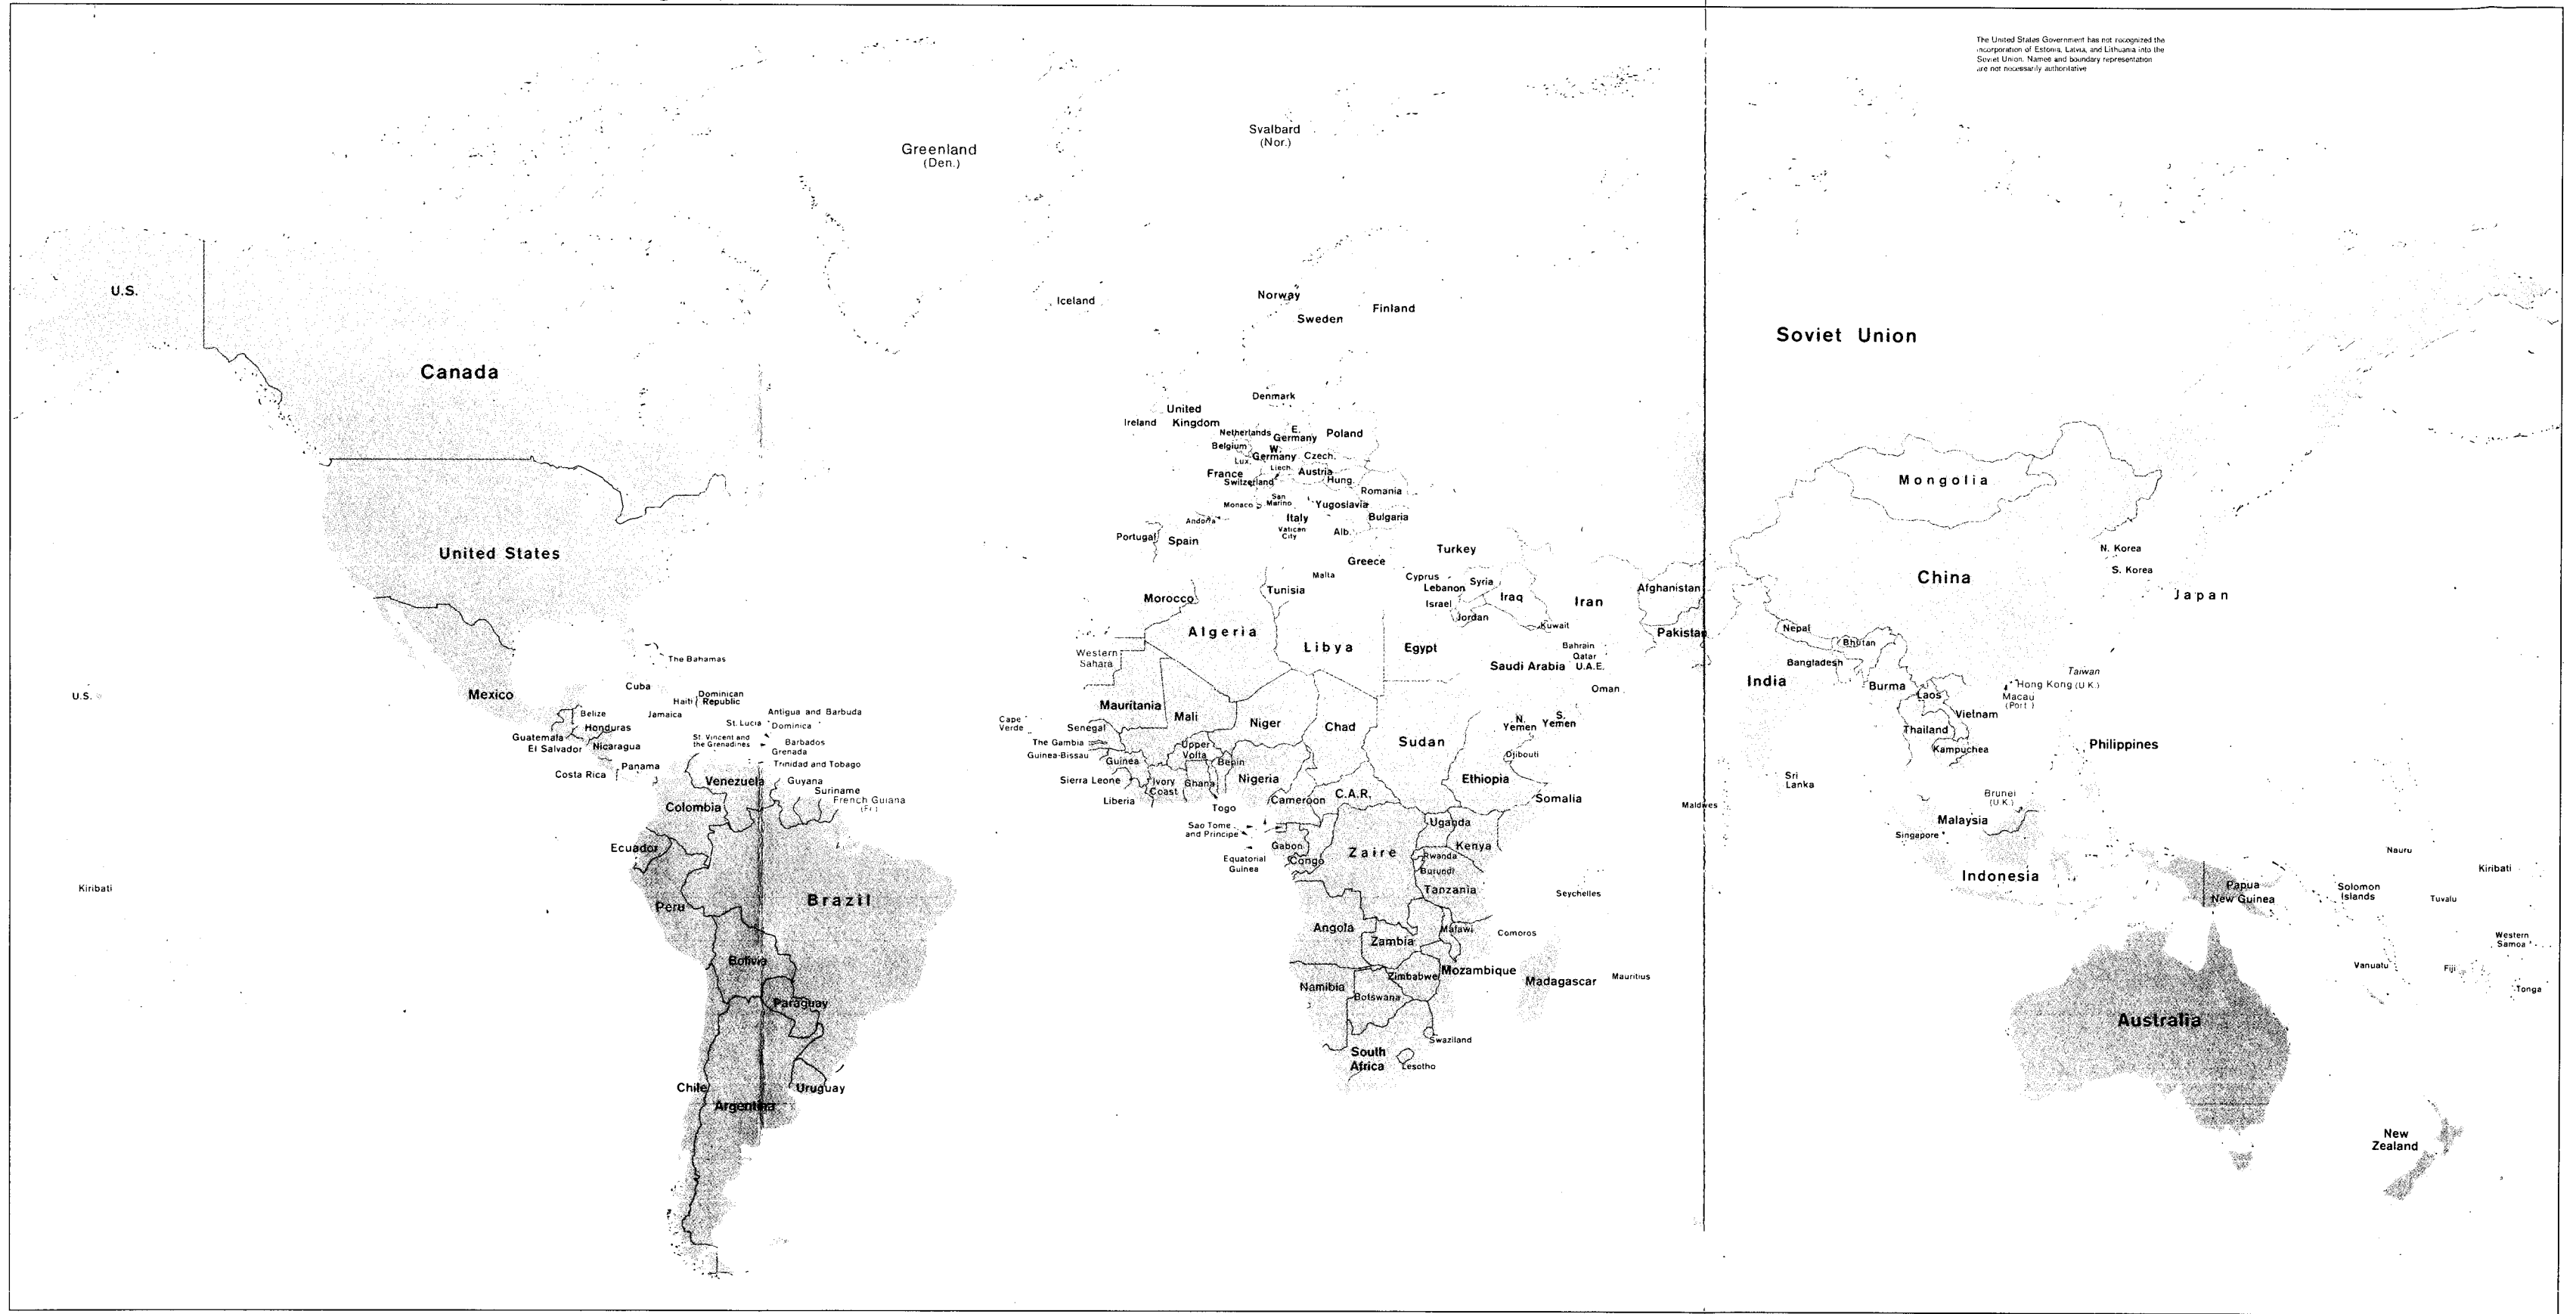 The United States Government has not recognized the
incorporation of Estonia, Latvia, and Lithuania into the
Soviet Union. Names and boundary representation
are not necessarily authoritative
Greenland
(Den.)
Svalbard
(Nor.)
U.S.
Canada
Iceland
Norway
Sweden
Finland
Soviet Union
Denmark
United
Kingdom
Ireland
Netherlands
E.
Germany
Poland
Belgium
W.
Germany
Lux.
Czech.
Liech.
France
Austria
Switzerland
Hung.
Romania
San
Marino
Monaco
Yugoslavia
Andorra
Italy
Bulgaria
Vatican
City
Alb.
Portugal
Spain
Greece
Turkey
Malta
Cyprus
Lebanon
Syria
Israel
Iraq
Jordan
Iran
Kuwait
Afghanistan
Pakistan
Mongolia
N. Korea
S. Korea
China
Japan
United States
Mexico
The Bahamas
U.S.
Cuba
Haiti
Dominican
Republic
Jamaica
Antigua and Barbuda
Belize
St. Lucia
Dominica
Honduras
Guatemala
El Salvador
Nicaragua
St. Vincent and
the Grenadines
Barbados
Grenada
Costa Rica
Panama
Trinidad and Tobago
Venezuela
Guyana
Suriname
French Guiana
(Fr.)
Colombia
Ecuador
Peru
Brazil
Bolivia
Paraguay
Chile
Argentina
Uruguay
Kiribati
Morocco
Tunisia
Algeria
Libya
Egypt
Western
Sahara
Bahrain
Qatar
Saudi Arabia
U.A.E.
Oman
Mauritania
Mali
Niger
Chad
Sudan
N.
Yemen
S.
Yemen
Cape
Verde
Senegal
The Gambia
Guinea-Bissau
Guinea
Upper
Volta
Benin
Djibouti
Sierra Leone
Ivory
Coast
Ghana
Nigeria
Ethiopia
Liberia
Togo
Cameroon
C.A.R.
Somalia
Sao Tome
and Principe
Equatorial
Guinea
Gabon
Congo
Zaire
Uganda
Kenya
Rwanda
Burundi
Tanzania
Seychelles
Angola
Zambia
Malawi
Comoros
Zimbabwe
Mozambique
Madagascar
Mauritius
Namibia
Botswana
Swaziland
South
Africa
Lesotho
Nepal
Bhutan
Bangladesh
India
Burma
Laos
Taiwan
Hong Kong (U.K.)
Macau
(Port.)
Vietnam
Thailand
Kampuchea
Philippines
Sri
Lanka
Maldives
Brunei
(U.K.)
Malaysia
Singapore
Indonesia
Papua
New Guinea
Nauru
Kiribati
Solomon
Islands
Tuvalu
Western
Samoa
Vanuatu
Fiji
Tonga
Australia
New
Zealand